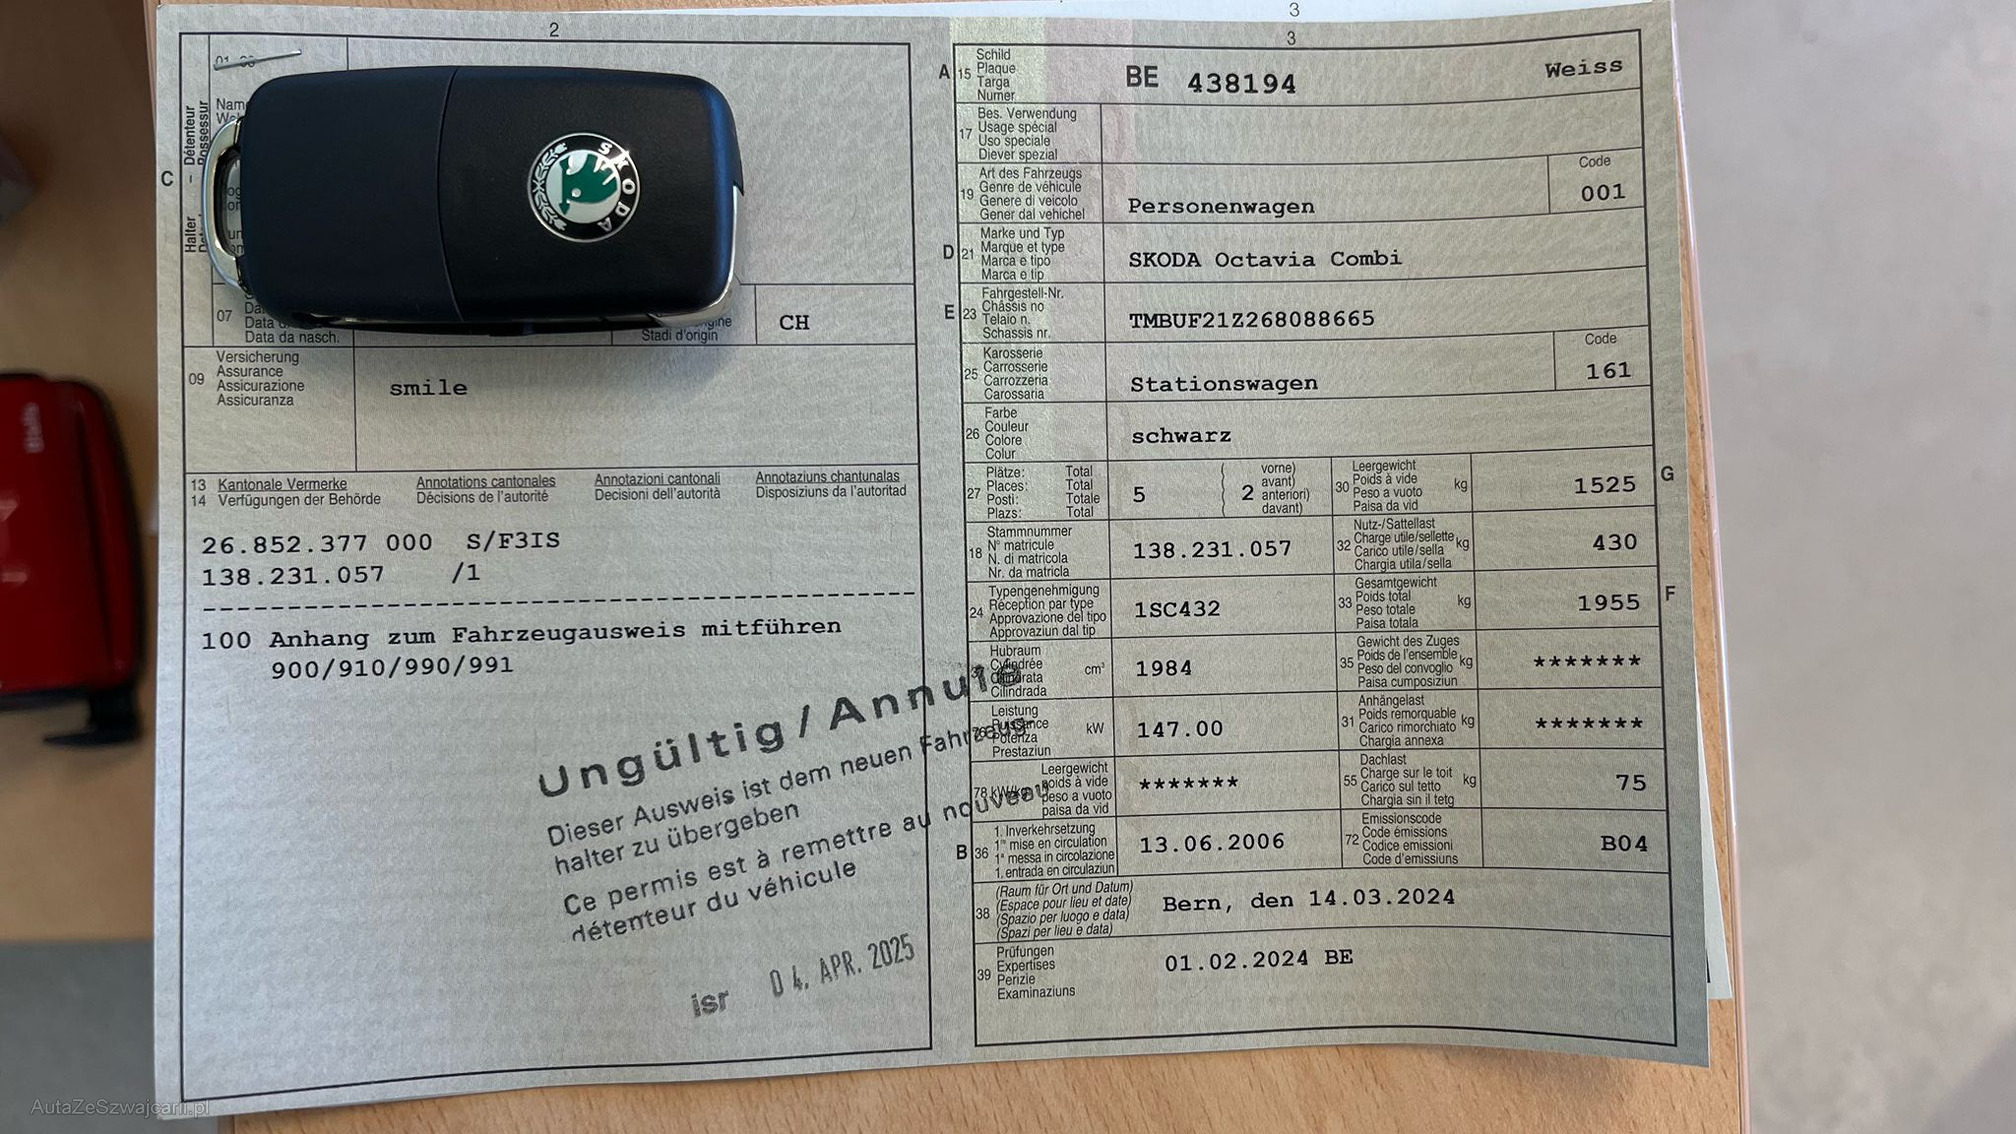 3
2
01-06
Name
C
Halter – Détenteur
Possessur
SKODA
07
Data da nasch.
Stadi d'origin
CH
09
Versicherung
Assurance
Assicurazione
Assicuranza
smile
13 Kantonale Vermerke Annotations cantonales Annotazioni cantonali Annotaziuns chantunalas
14 Verfügungen der Behörde Décisions de l'autorité Decisioni dell'autorità Disposiziuns da l'autoritad
26.852.377 000 S/F3IS
138.231.057 /1
100 Anhang zum Fahrzeugausweis mitführen
900/910/990/991
Ungültig / Annulé
Dieser Ausweis ist dem neuen Fahrzeug-
halter zu übergeben
Ce permis est à remettre au nouveau
détenteur du véhicule
isr 04. APR. 2025
3
A 15
Schild
Plaque
Targa
Numer
BE 438194 Weiss
17
Bes. Verwendung
Usage spécial
Uso speciale
Diever spezial
19
Art des Fahrzeugs
Genre de véhicule
Genere di veicolo
Gener dal vehichel
Personenwagen
Code
001
D 21
Marke und Typ
Marque et type
Marca e tipo
Marca e tip
SKODA Octavia Combi
E 23
Fahrgestell-Nr.
Châssis no
Telaio n.
Schassis nr.
TMBUF21Z268088665
25
Karosserie
Carrosserie
Carrozzeria
Carossaria
Stationswagen
Code
161
26
Farbe
Couleur
Colore
Colur
schwarz
27
Plätze: Total
Places: Total
Posti: Totale
Plazs: Total
5
2
vorne)
avant)
anteriori)
davant)
30
Leergewicht
Poids à vide
Peso a vuoto
Paisa da vid
kg
1525
G
18
Stammnummer
N° matricule
N. di matricola
Nr. da matricla
138.231.057
32
Nutz-/Sattellast
Charge utile/sellette
Carico utile/sella
Chargia utila/sella
kg
430
24
Typengenehmigung
Réception par type
Approvazione del tipo
Approvaziun dal tip
1SC432
33
Gesamtgewicht
Poids total
Peso totale
Paisa totala
kg
1955
F
Hubraum
Cylindrée
Cilindrata
Cilindrada
cm³
1984
35
Gewicht des Zuges
Poids de l'ensemble
Peso del convoglio
Paisa cumposiziun
kg
*******
76
Leistung
Puissance
Potenza
Prestaziun
kW
147.00
31
Anhängelast
Poids remorquable
Carico rimorchiato
Chargia annexa
kg
*******
78 kW/kg
Leergewicht
poids à vide
peso a vuoto
paisa da vid
*******
55
Dachlast
Charge sur le toit
Carico sul tetto
Chargia sin il tetg
kg
75
B 36
1. Inverkehrsetzung
1re mise en circulation
1a messa in circolazione
1. entrada en circulaziun
13.06.2006
72
Emissionscode
Code émissions
Codice emissioni
Code d'emissiuns
B04
38
(Raum für Ort und Datum)
(Espace pour lieu et date)
(Spazio per luogo e data)
(Spazi per lieu e data)
Bern, den 14.03.2024
39
Prüfungen
Expertises
Perizie
Examinaziuns
01.02.2024 BE
AutaZeSzwajcarii.pl